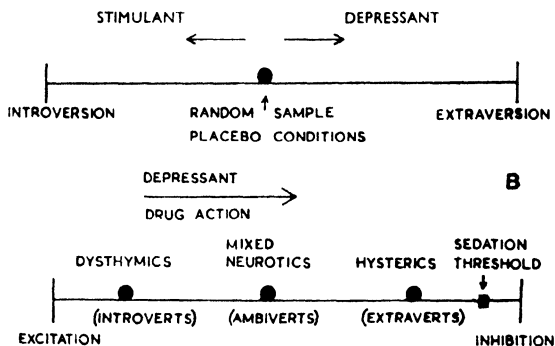 STIMULANT DEPRESSANT
INTROVERSION RANDOM SAMPLE EXTRAVERSION
PLACEBO CONDITIONS
DEPRESSANT B
DRUG ACTION
MIXED SEDATION
DYSTHYMICS NEUROTICS HYSTERICS THRESHOLD
(INTROVERTS) (AMBIVERTS) (EXTRAVERTS)
EXCITATION INHIBITION